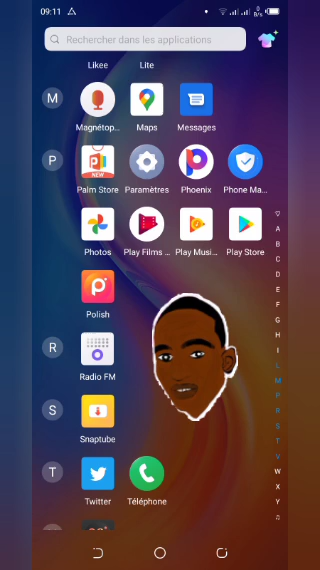 09:11
B/s
Rechercher dans les applications
Likee Lite
M
Magnétop... Maps Messages
P
NEW
Palm Store Paramètres Phoenix Phone Ma...
Photos Play Films ... Play Musi... Play Store
Polish
R
Radio FM
S
Snaptube
T
Twitter Téléphone
A
B
C
D
E
F
G
H
I
L
M
P
R
S
T
V
W
X
Y